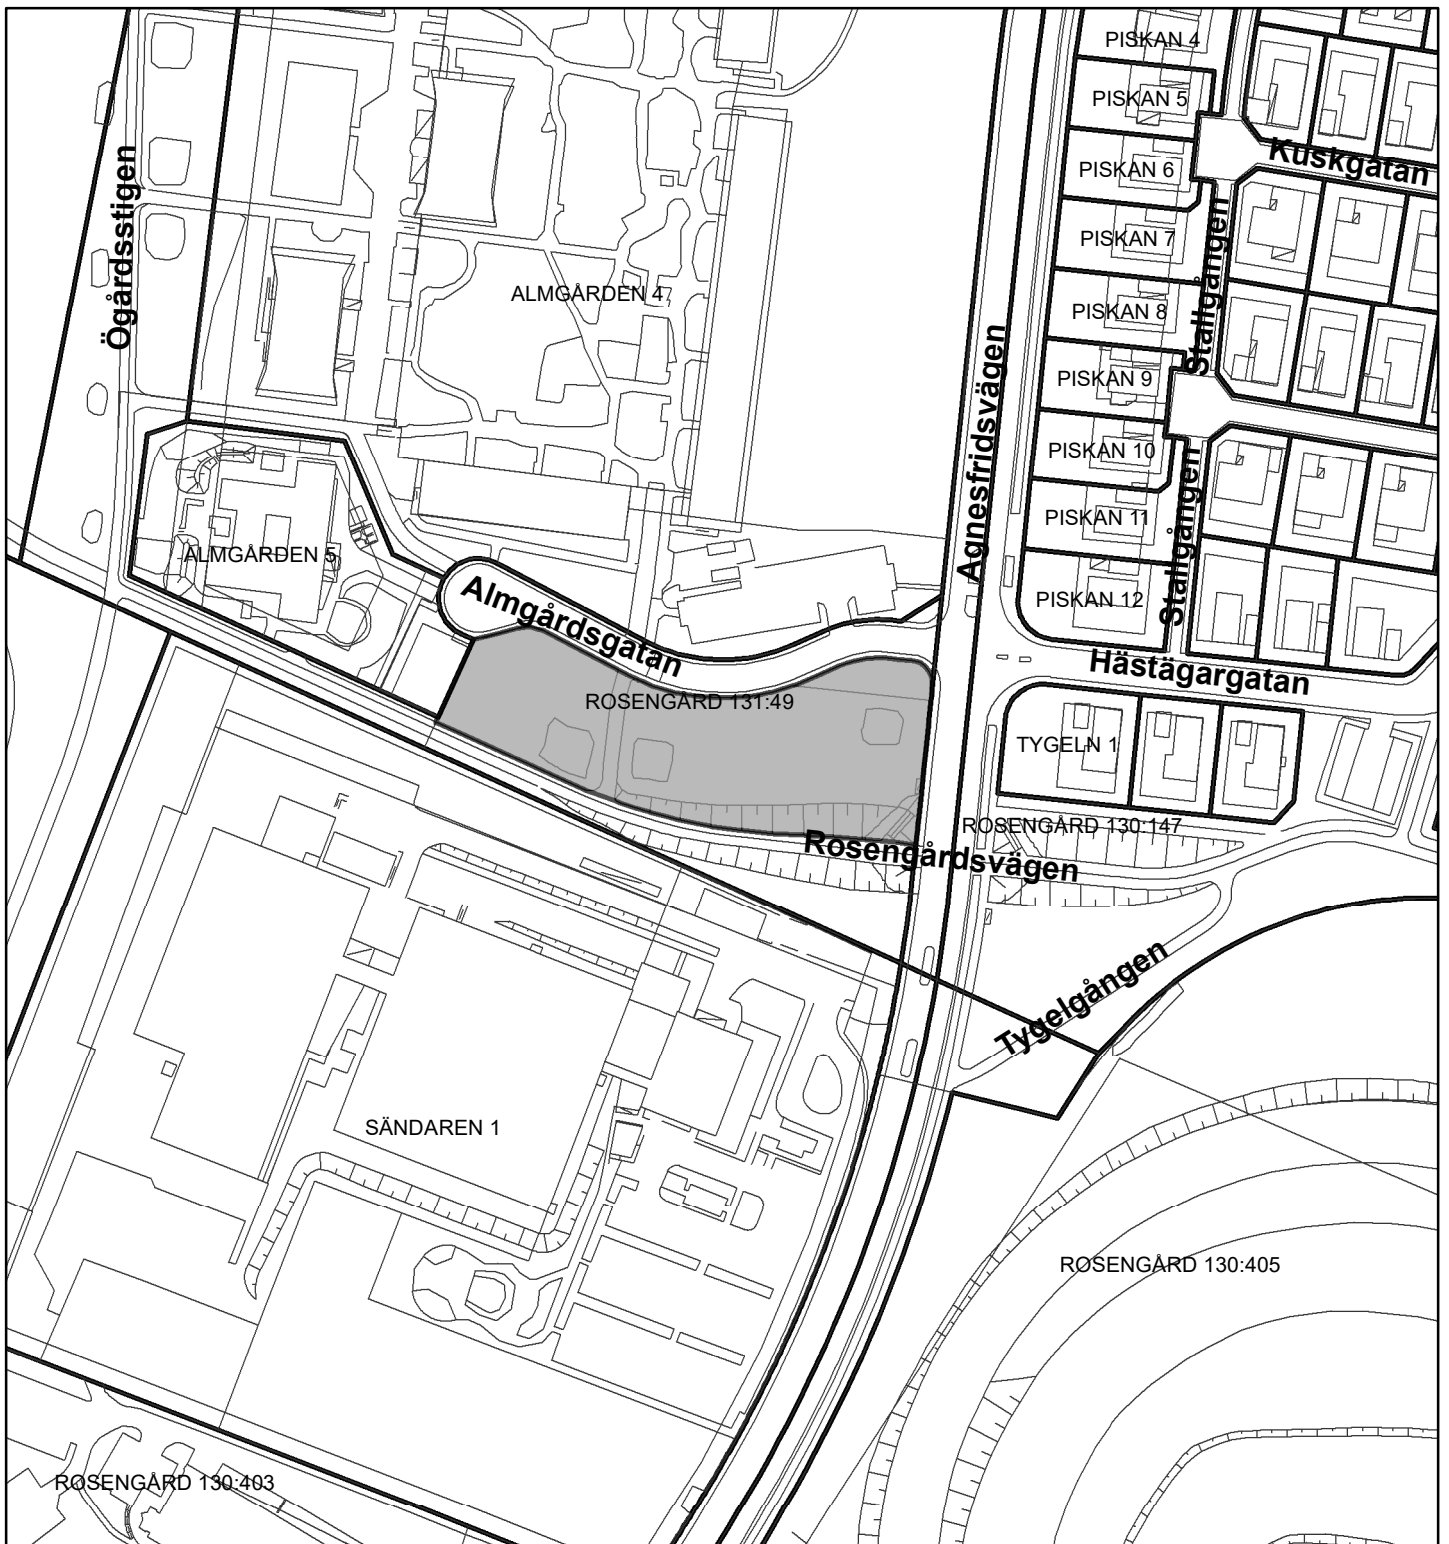 PISKAN 4
PISKAN 5
Kuskgatan
PISKAN 6
Ögårdsstigen
Stallgången
PISKAN 7
ALMGÅRDEN 4
PISKAN 8
Agnesfridsvägen
PISKAN 9
PISKAN 10
Stallgången
PISKAN 11
ALMGÅRDEN 5
PISKAN 12
Almgårdsgatan
Hästägargatan
ROSENGÅRD 131:49
TYGELN 1
ROSENGÅRD 130:147
Rosengårdsvägen
Tygelgången
SÄNDAREN 1
ROSENGÅRD 130:405
ROSENGÅRD 130:403